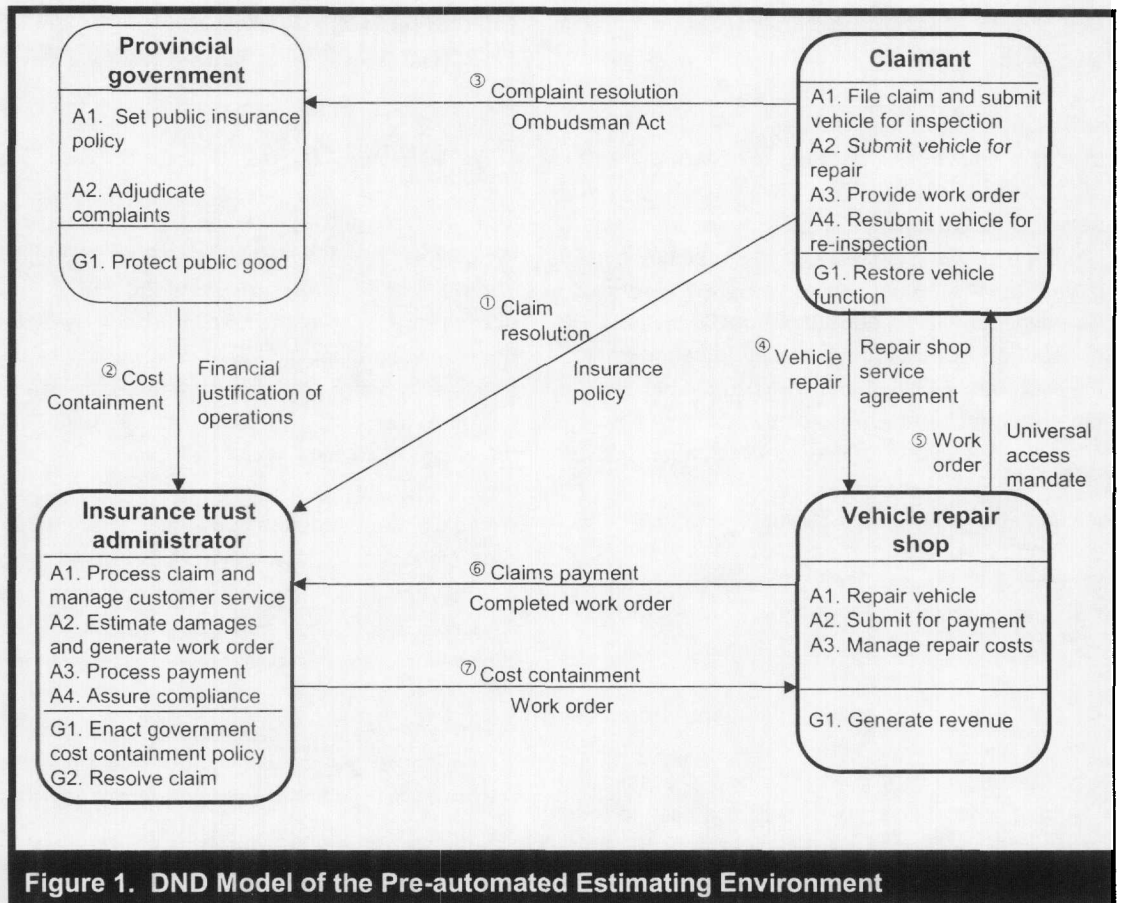 Provincial
government
A1. Set public insurance
policy
A2. Adjudicate
complaints
G1. Protect public good
③ Complaint resolution
Ombudsman Act
Claimant
A1. File claim and submit
vehicle for inspection
A2. Submit vehicle for
repair
A3. Provide work order
A4. Resubmit vehicle for
re-inspection
G1. Restore vehicle
function
① Claim
resolution
Insurance
policy
② Cost
Containment
Financial
justification of
operations
④ Vehicle
repair
Repair shop
service
agreement
⑤ Work
order
Universal
access
mandate
Insurance trust
administrator
A1. Process claim and
manage customer service
A2. Estimate damages
and generate work order
A3. Process payment
A4. Assure compliance
G1. Enact government
cost containment policy
G2. Resolve claim
⑥ Claims payment
Completed work order
⑦ Cost containment
Work order
Vehicle repair
shop
A1. Repair vehicle
A2. Submit for payment
A3. Manage repair costs
G1. Generate revenue
Figure 1. DND Model of the Pre-automated Estimating Environment